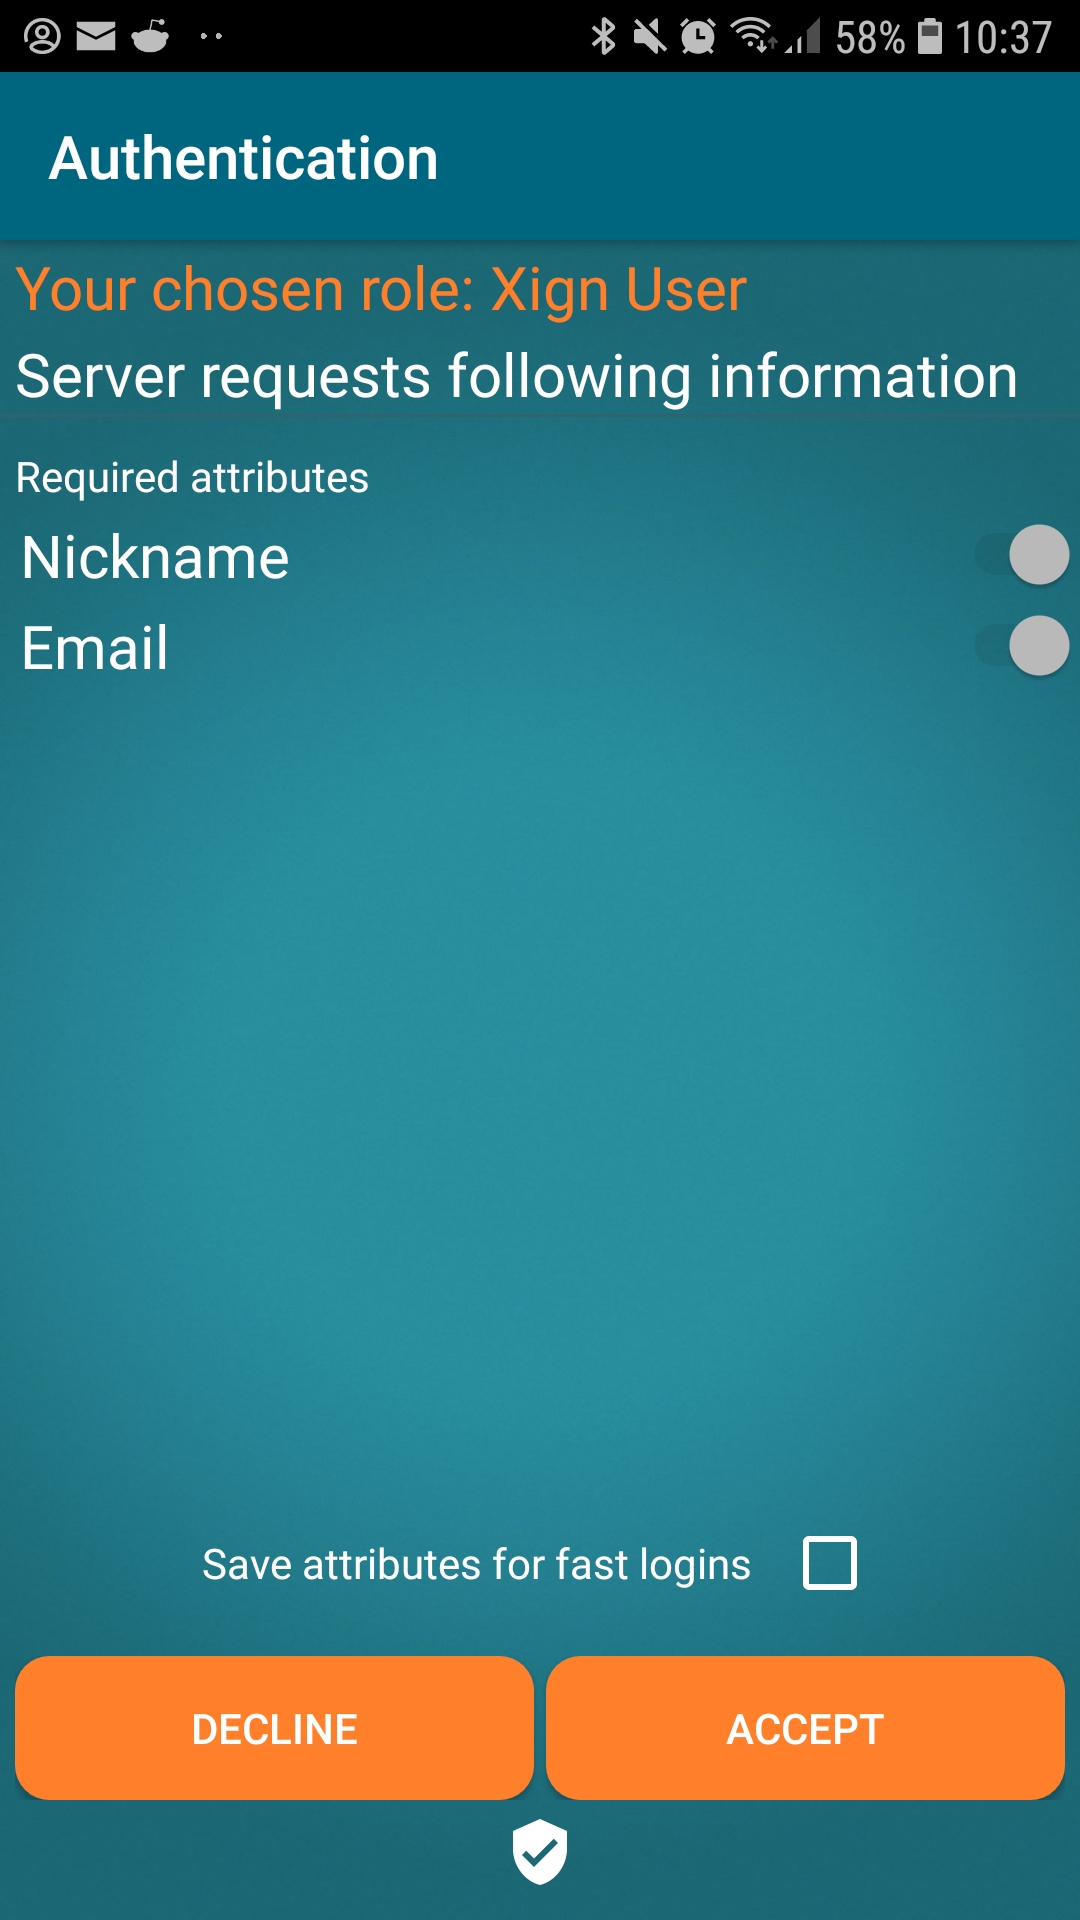 58% 10:37
Authentication
Your chosen role: Xign User
Server requests following information
Required attributes
Nickname
Email
Save attributes for fast logins
DECLINE ACCEPT